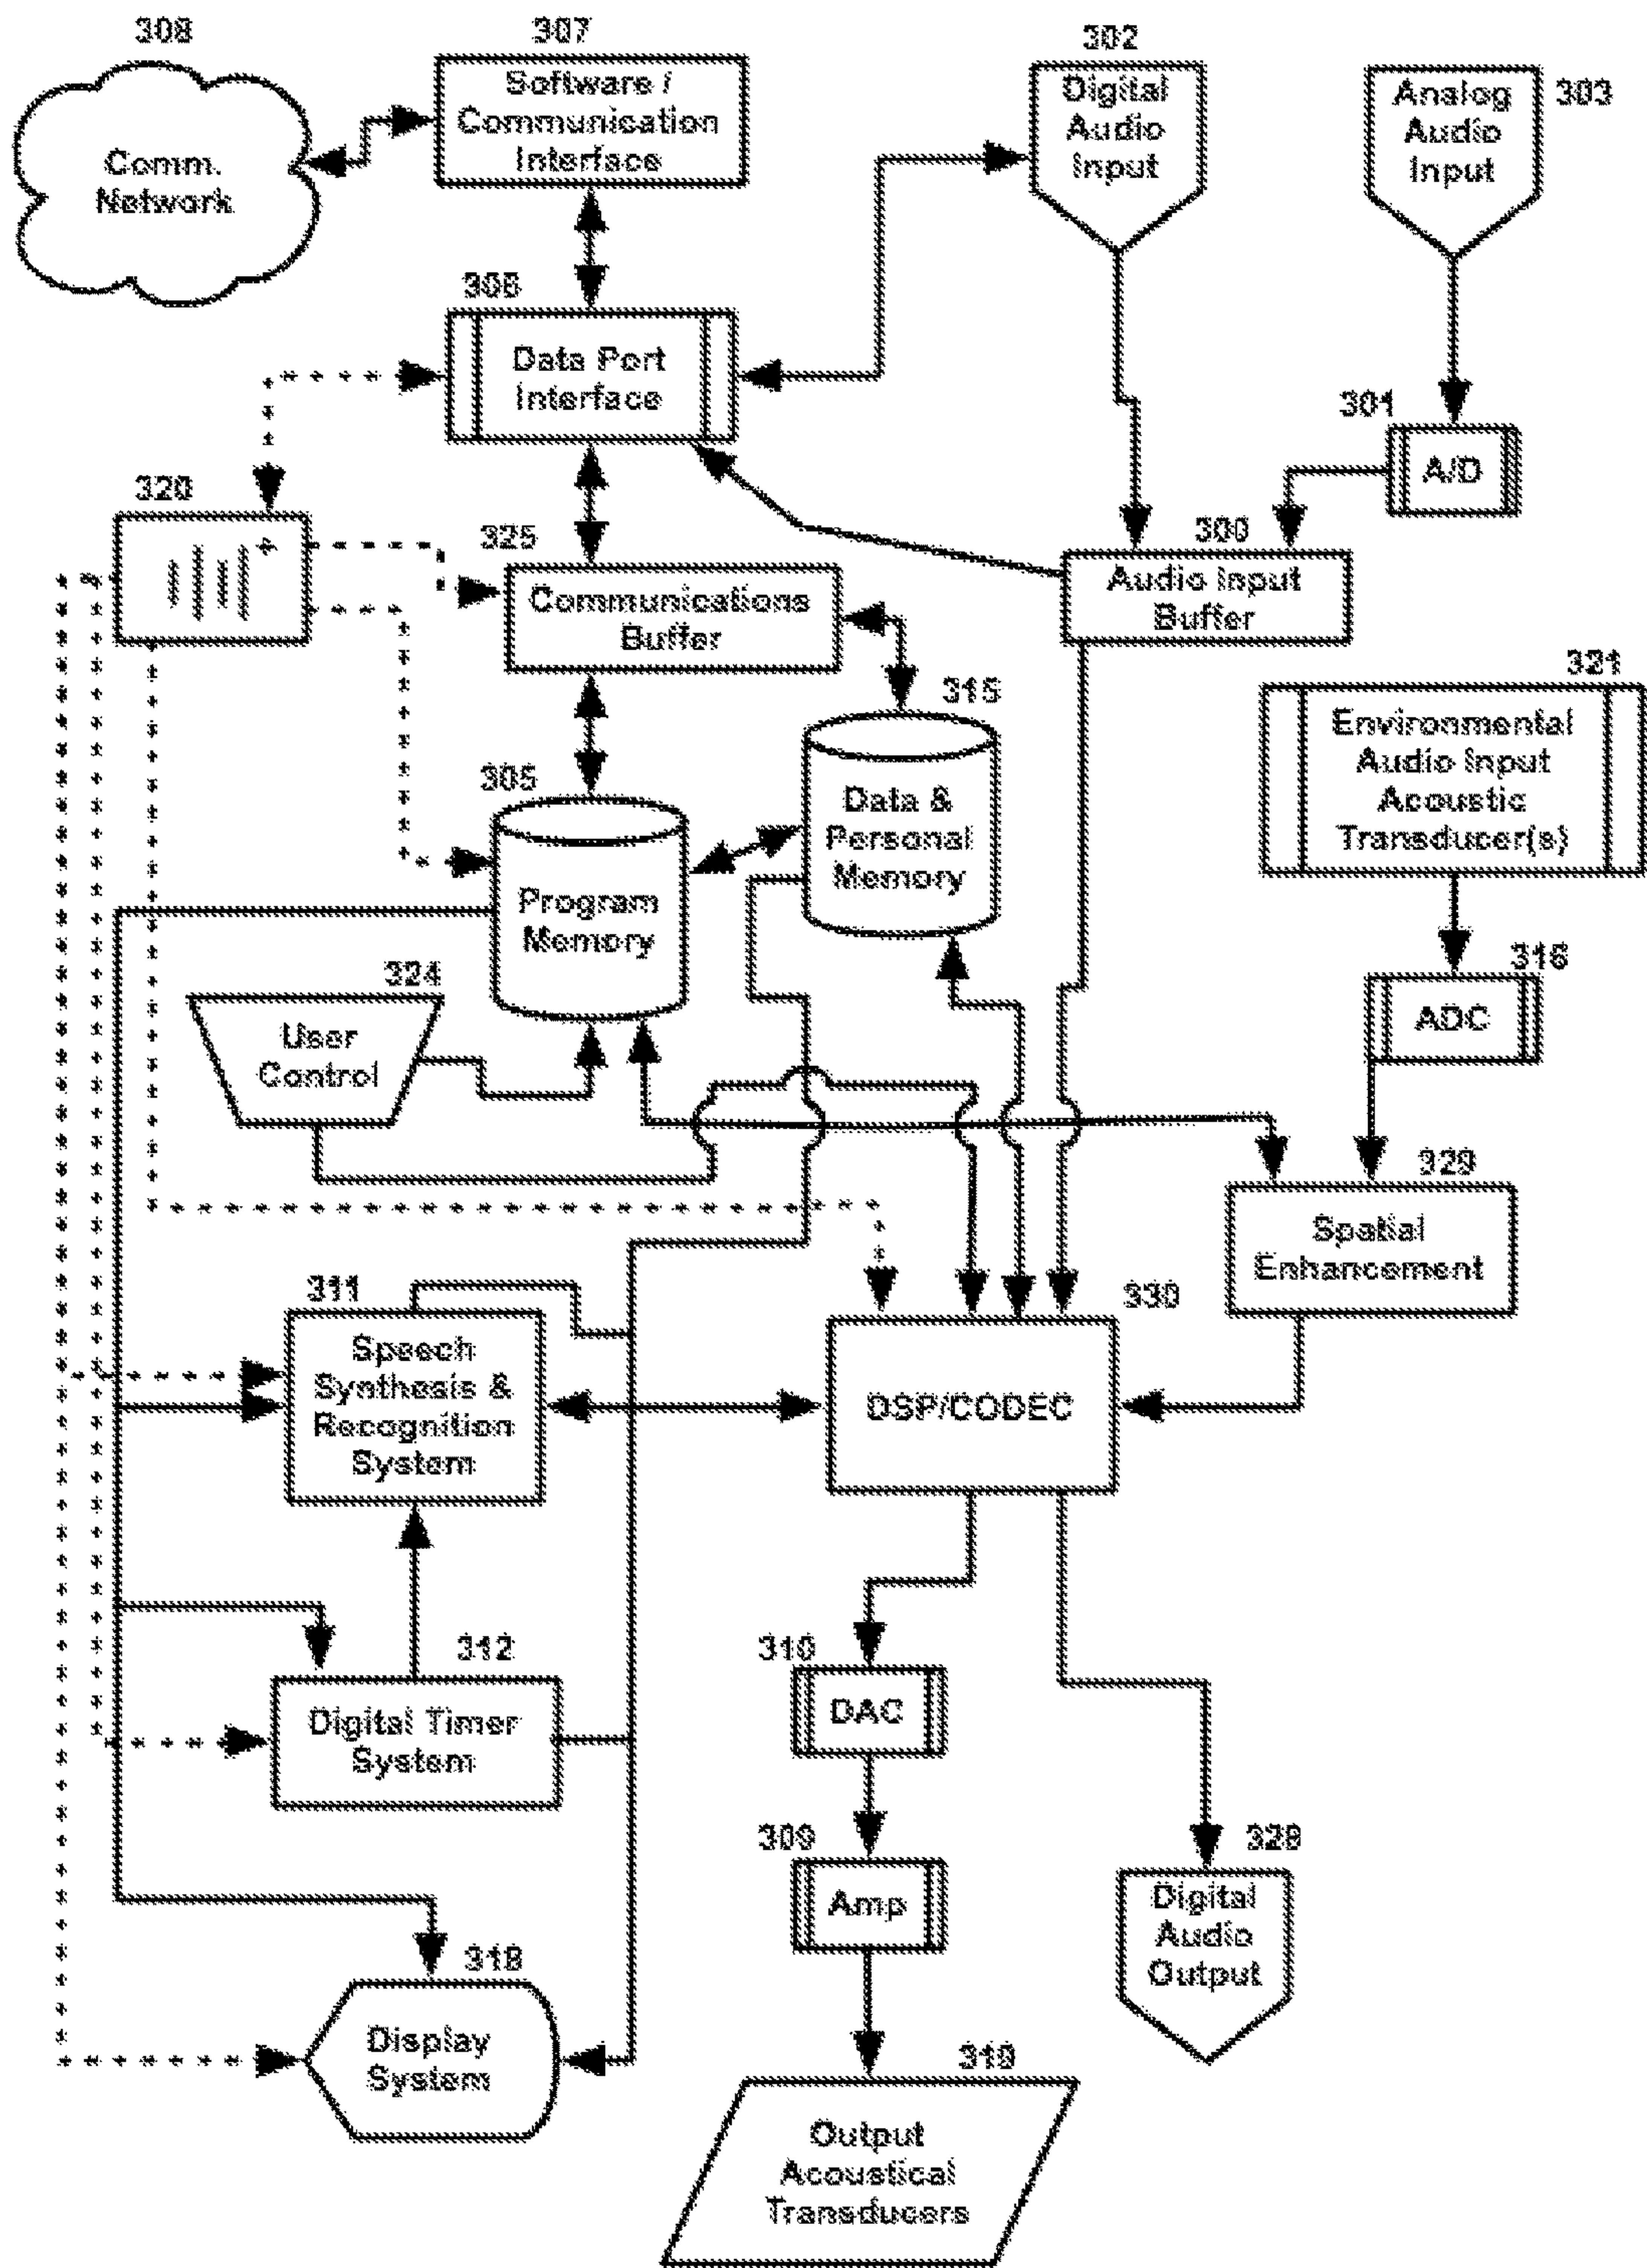 308
307
302
303
Comm.
Network
Software /
Communication
Interface
Digital
Audio
Input
Analog
Audio
Input
306
Data Port
Interface
301
A/D
320
325
Communications
Buffer
300
Audio Input
Buffer
315
Data &
Personal
Memory
321
Environmental
Audio Input
Acoustic
Transducer(s)
305
Program
Memory
316
ADC
324
User
Control
329
Spatial
Enhancement
311
Speech
Synthesis &
Recognition
System
330
DSP/CODEC
312
Digital Timer
System
310
DAC
309
Amp
328
Digital
Audio
Output
318
Display
System
319
Output
Acoustical
Transducers